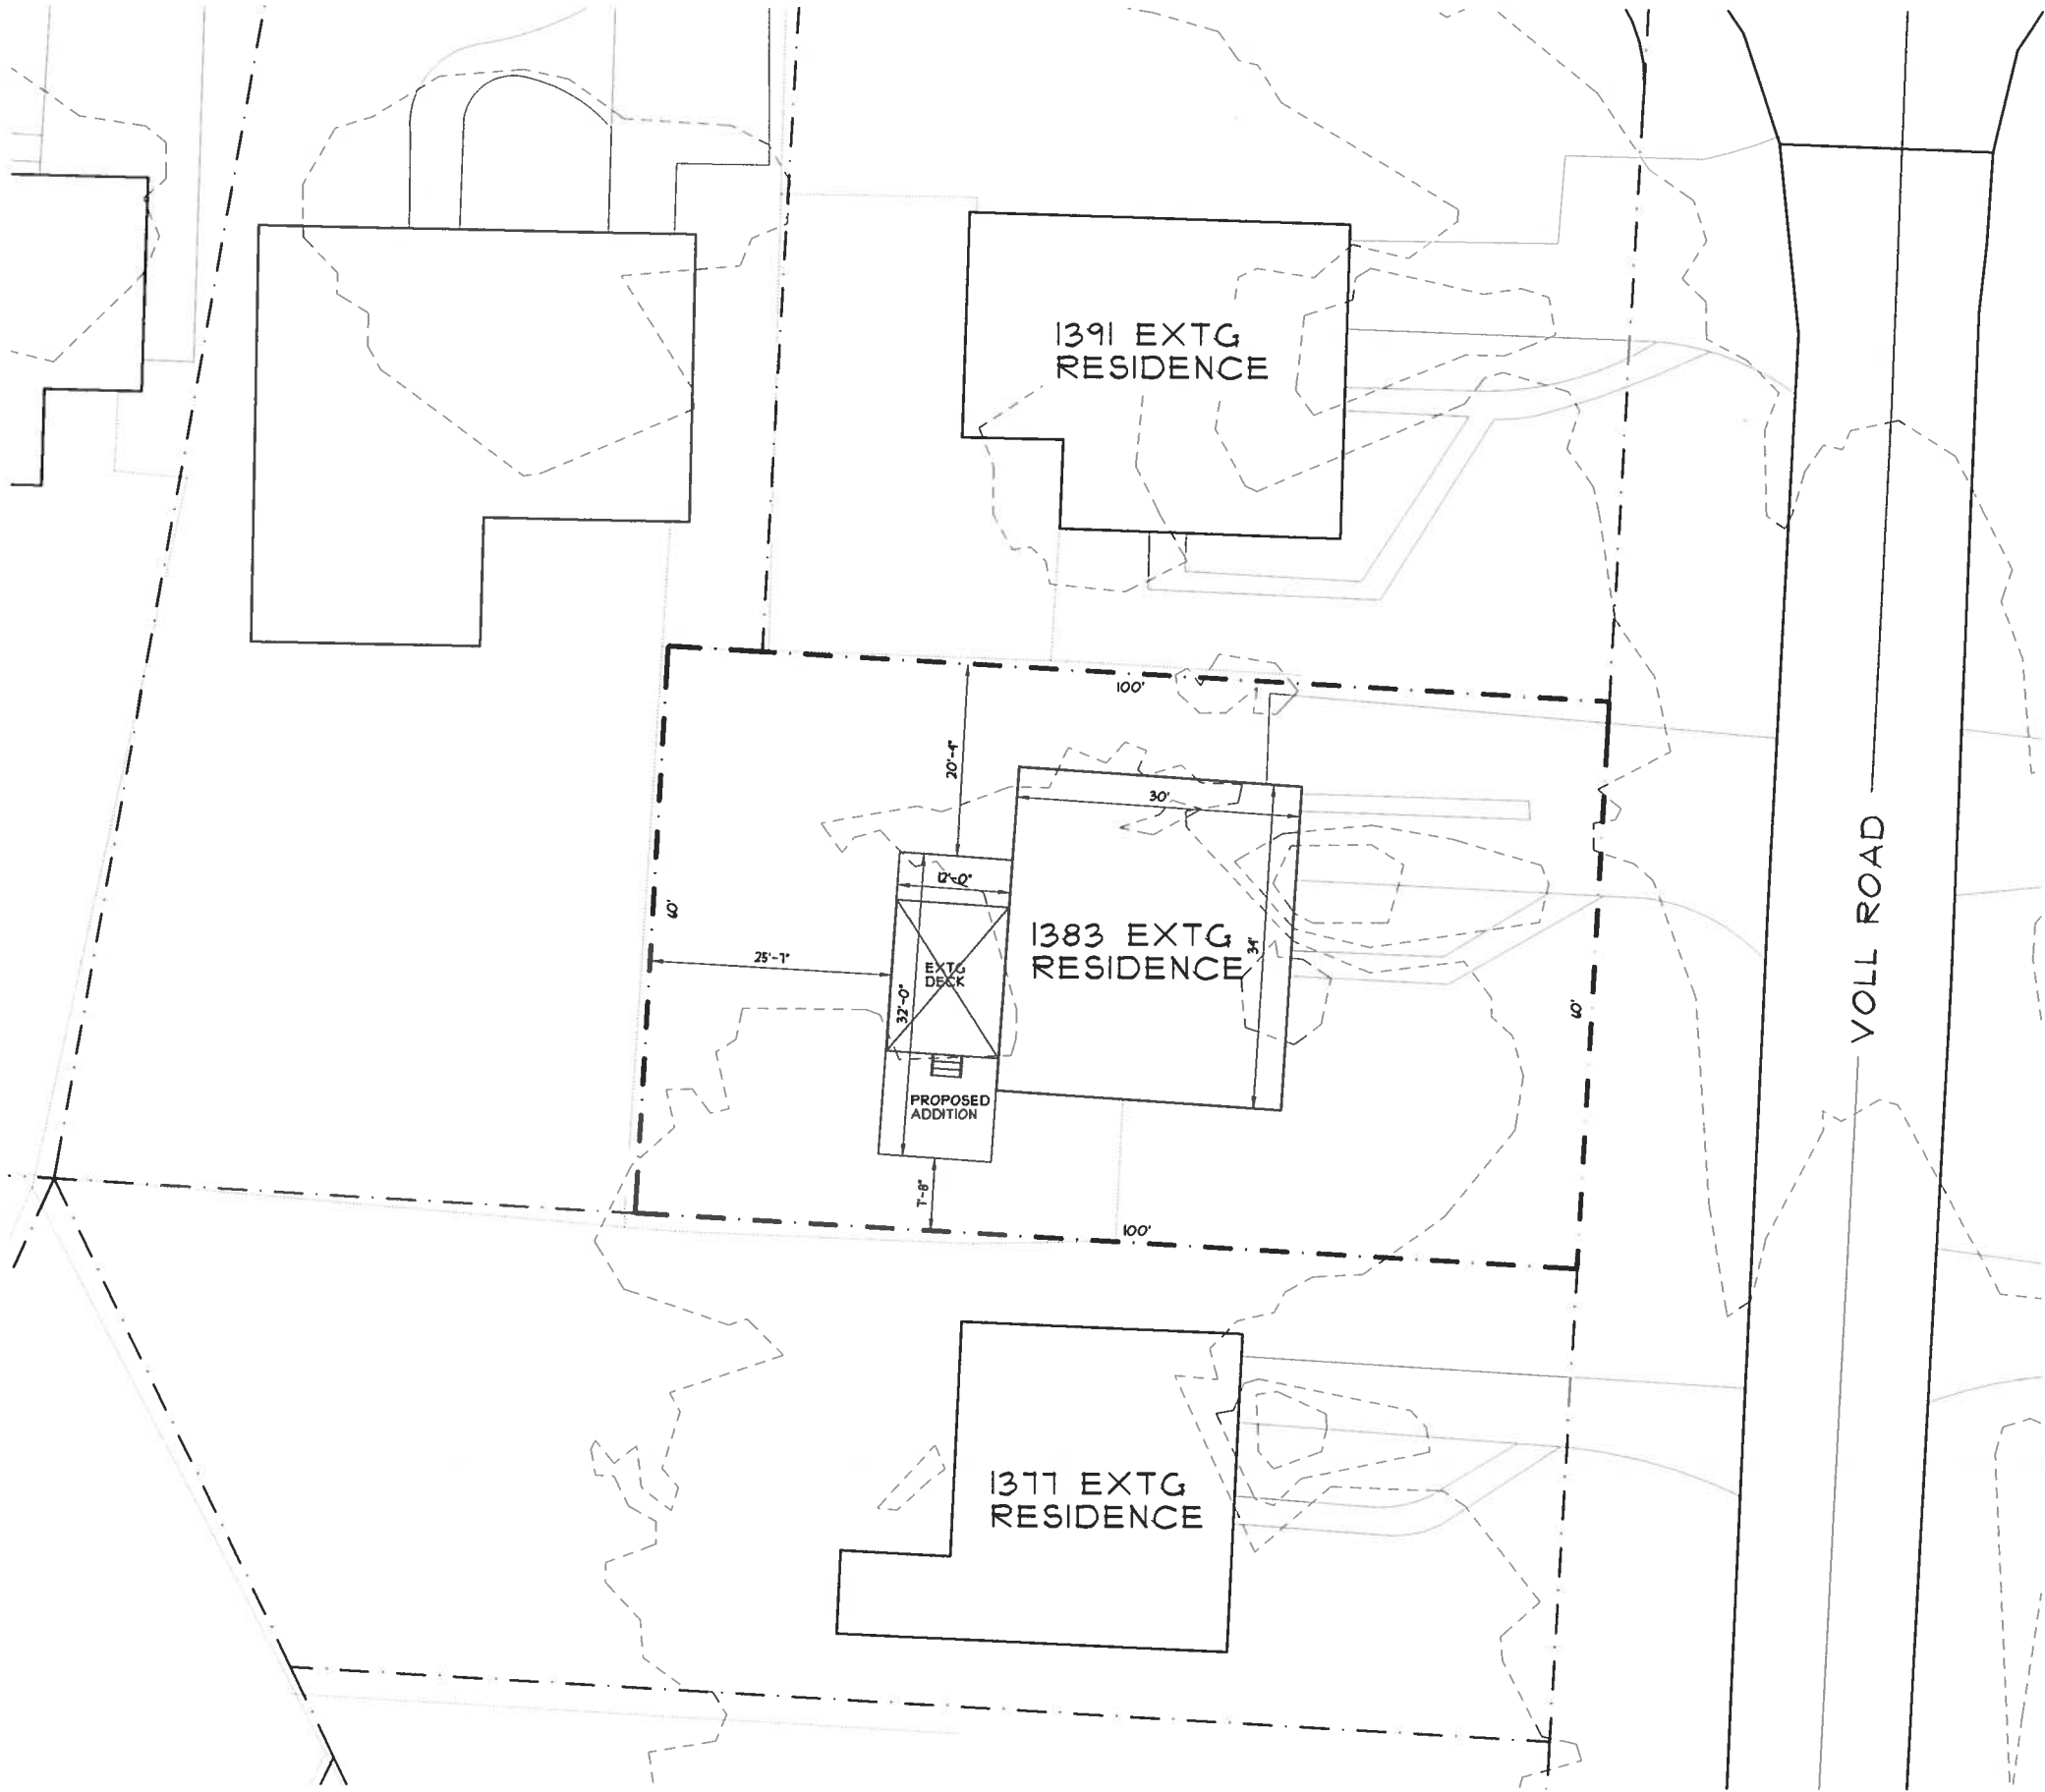 1391 EXTG
RESIDENCE
100'
20'-4"
30'
12'-0"
60'
1383 EXTG
RESIDENCE
34'
25'-7"
EXTG
DECK
32'-0"
60'
VOLL ROAD
PROPOSED
ADDITION
7'-8"
100'
1377 EXTG
RESIDENCE